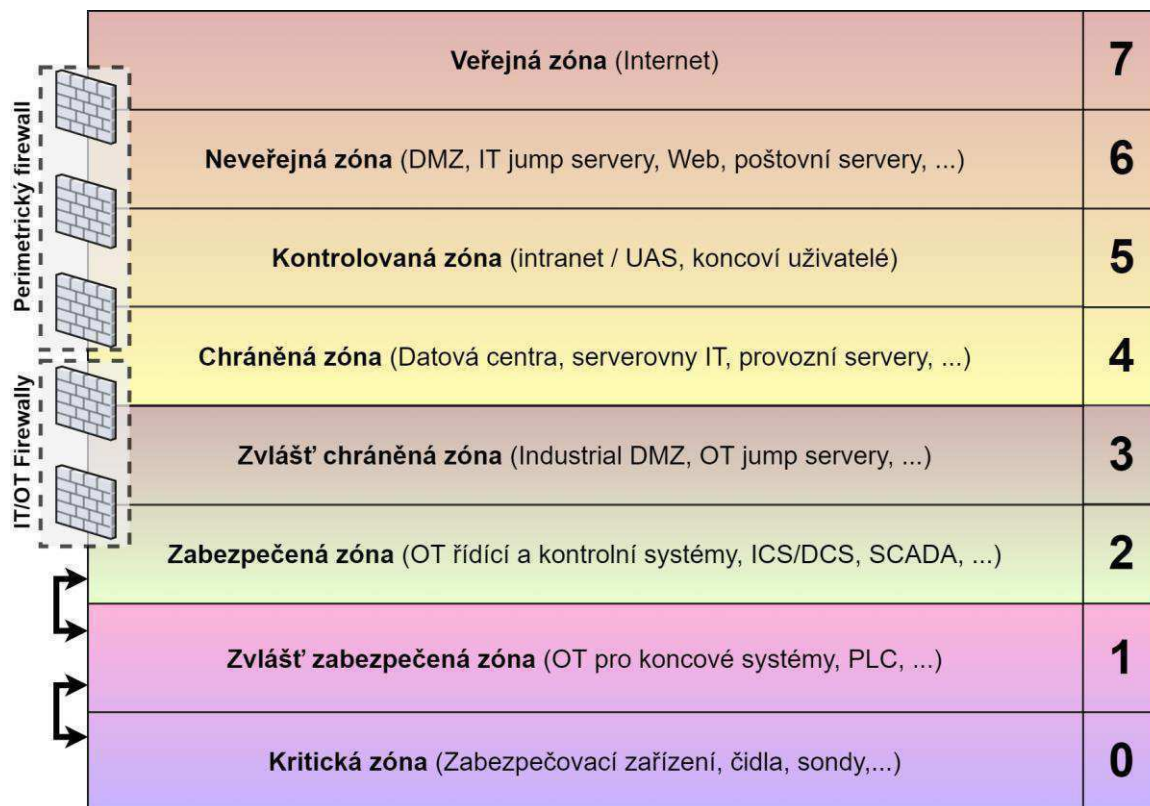 Veřejná zóna (Internet)
7
Neveřejná zóna (DMZ, IT jump servery, Web, poštovní servery, ...)
6
Kontrolovaná zóna (intranet / UAS, koncoví uživatelé)
5
Chráněná zóna (Datová centra, serverovny IT, provozní servery, ...)
4
Zvlášť chráněná zóna (Industrial DMZ, OT jump servery, ...)
3
Zabezpečená zóna (OT řídící a kontrolní systémy, ICS/DCS, SCADA, ...)
2
Zvlášť zabezpečená zóna (OT pro koncové systémy, PLC, ...)
1
Kritická zóna (Zabezpečovací zařízení, čidla, sondy,...)
0
Perimetrický firewall
IT/OT Firewally